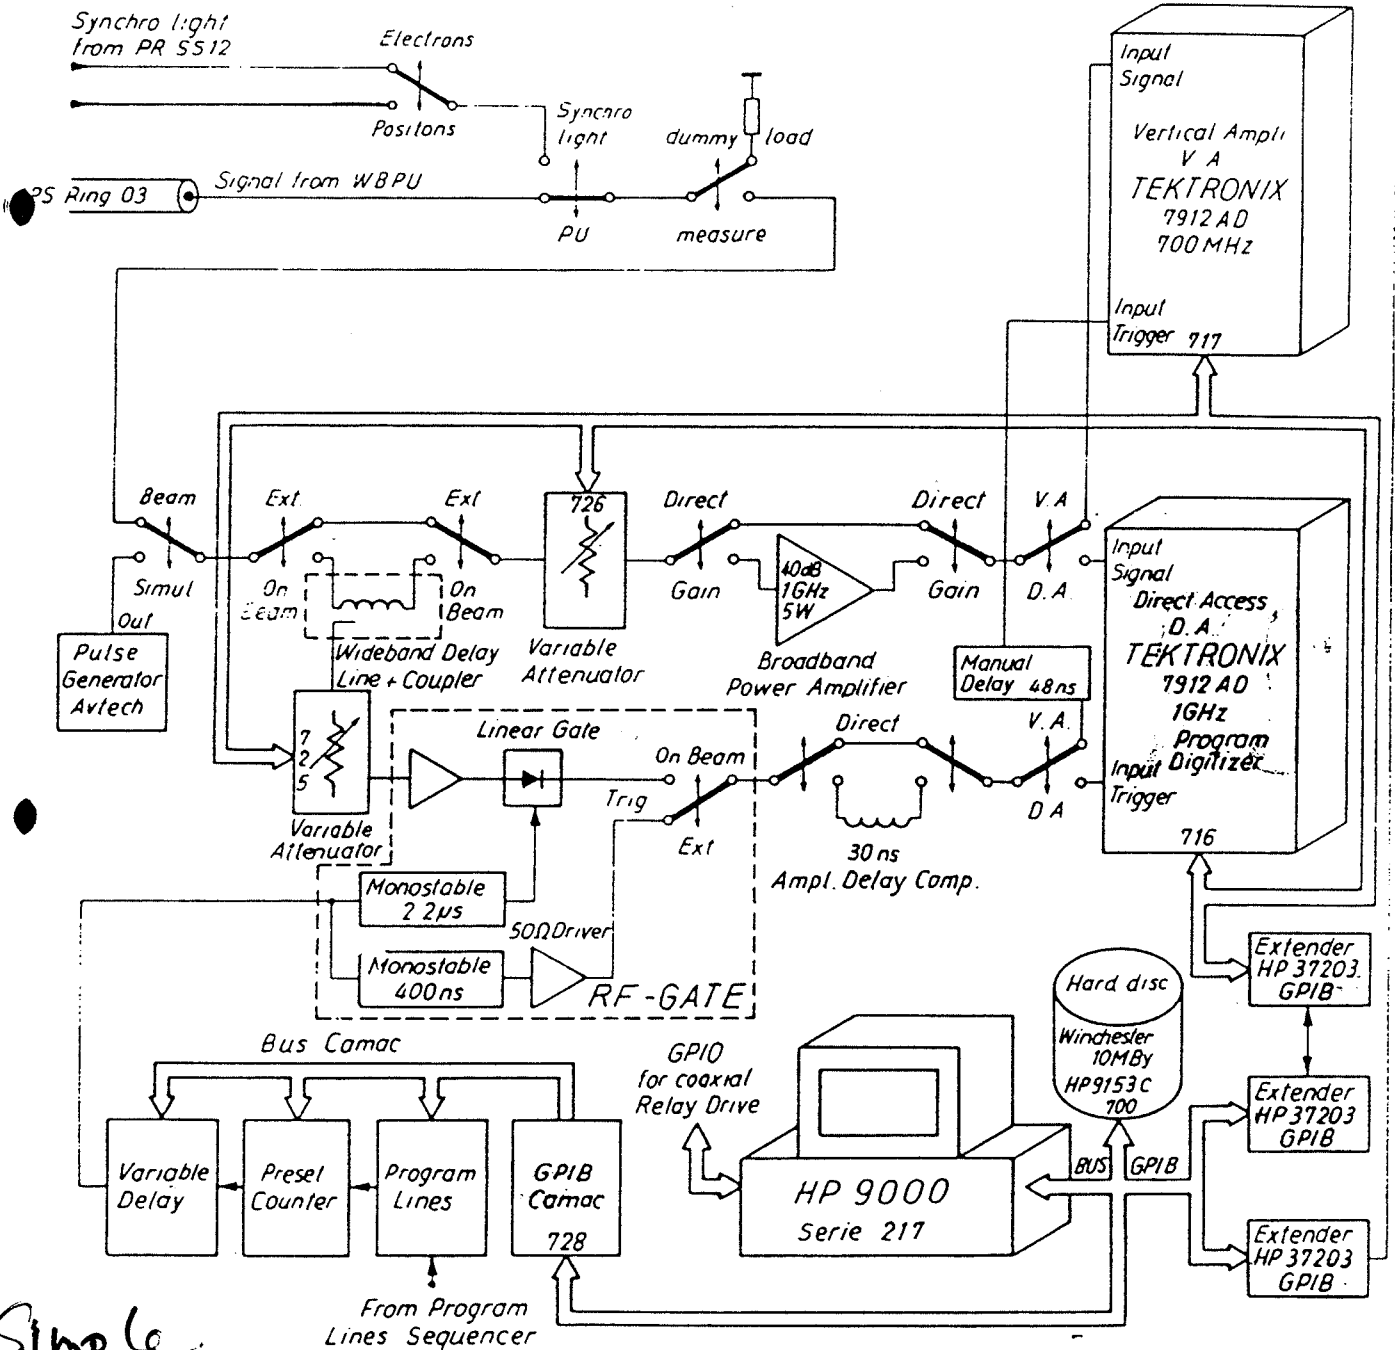 Synchro light
from PR SS12
Electrons
Positons
Synchro
light
dummy load
PS Ring 03
Signal from WBPU
PU
measure
Input
Signal
Vertical Ampli
V A
TEKTRONIX
7912 AD
700 MHz
Input
Trigger 717
Beam
Simul
Ext.
On
Beam
Ext
On
Beam
726
Direct
Gain
40dB
1GHz
5W
Direct
Gain
V.A
D.A.
Input
Signal
Direct Access
D.A.
TEKTRONIX
7912 AD
1GHz
Program
Digitizer
Input
Trigger
716
Out
Pulse
Generator
Avtech
Wideband Delay
Line + Coupler
Variable
Attenuator
Broadband
Power Amplifier
Manual
Delay 48ns
7
2
5
Variable
Attenuator
Linear Gate
On Beam
Trig
Ext
Direct
30 ns
Ampl. Delay Comp.
V.A.
D A
Monostable
2 2µs
50Ω Driver
Monostable
400ns
RF-GATE
Extender
HP 37203
GPIB
Hard disc
Winchester
10MBy
HP9153C
700
Extender
HP 37203
GPIB
Extender
HP 37203
GPIB
Bus Camac
Variable
Delay
Preset
Counter
Program
Lines
GPIB
Camac
728
GPIO
for coaxial
Relay Drive
HP 9000
Serie 217
BUS GPIB
From Program
Lines Sequencer